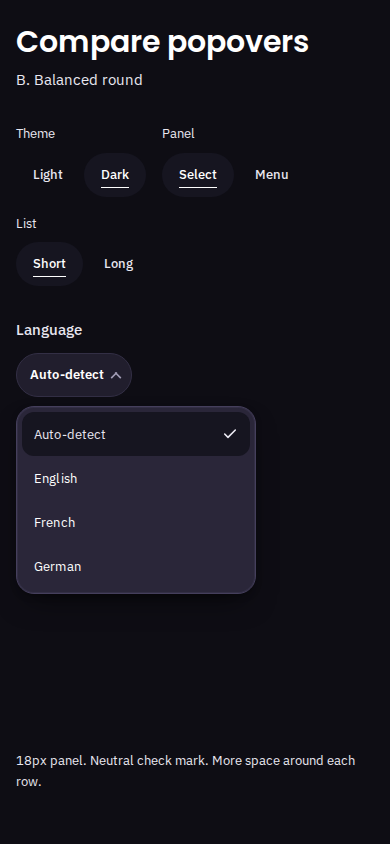 Compare popovers
B. Balanced round
Theme
Panel
Light
Dark
Select
Menu
List
Short
Long
Language
Auto-detect
Auto-detect
English
French
German
18px panel. Neutral check mark. More space around each
row.